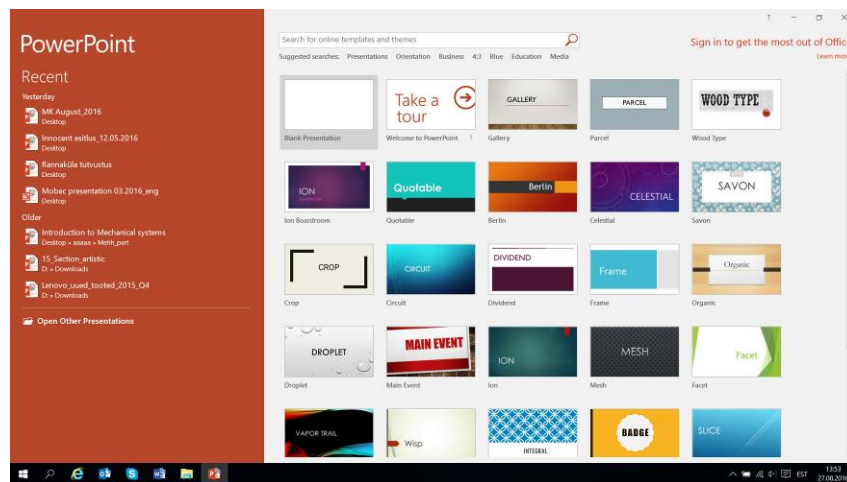 PowerPoint
Recent
Yesterday
MK August_2016
Desktop
Innocent esitlus_12.05.2016
Desktop
Rannaküla tutvustus
Desktop
Mobec presentation 03.2016_eng
Desktop
Older
Introduction to Mechanical systems
Desktop » aaaaa » Mehh_part
15_Section_artistic
D: » Downloads
Lenovo_uued_tooted_2015_Q4
D: » Downloads
Open Other Presentations
Search for online templates and themes
Suggested searches: Presentations Orientation Business 4:3 Blue Education Media
Sign in to get the most out of Offic
Learn more
Take a
tour
GALLERY
PARCEL
WOOD TYPE
Blank Presentation
Welcome to PowerPoint
Gallery
Parcel
Wood Type
ION
Quotable
Berlin
CELESTIAL
SAVON
Ion Boardroom
Quotable
Berlin
Celestial
Savon
CROP
CIRCUIT
DIVIDEND
Frame
Organic
Crop
Circuit
Dividend
Frame
Organic
DROPLET
MAIN EVENT
ION
MESH
Facet
Droplet
Main Event
Ion
Mesh
Facet
VAPOR TRAIL
Wisp
INTEGRAL
BADGE
SLICE
EST
13:53
27.08.2016